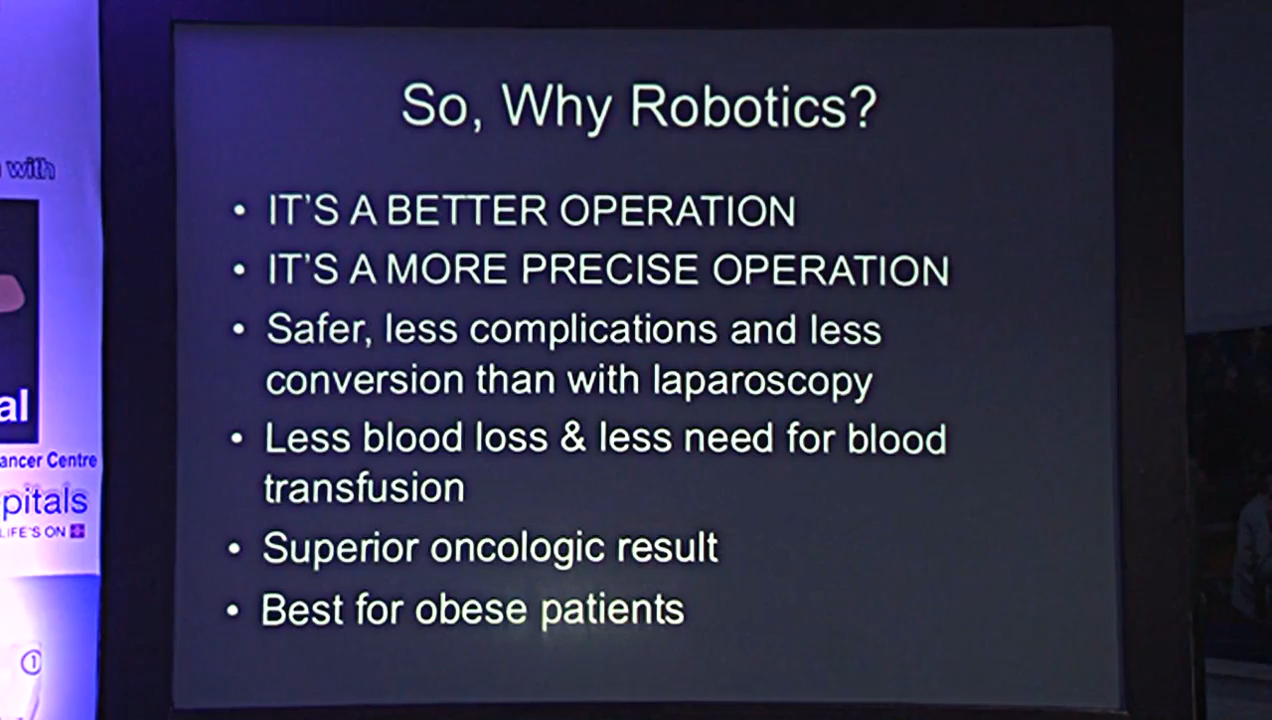 So, Why Robotics?
• IT'S A BETTER OPERATION
• IT'S A MORE PRECISE OPERATION
• Safer, less complications and less
conversion than with laparoscopy
• Less blood loss & less need for blood
transfusion
• Superior oncologic result
• Best for obese patients
with
al
ancer Centre
pitals
LIFE'S ON
1